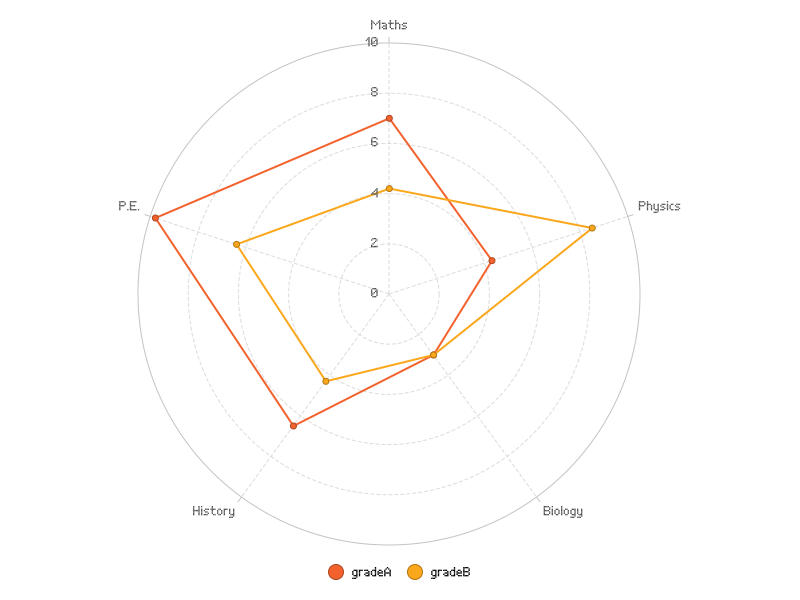 Maths
10
8
6
4
2
0
P.E.
Physics
History
Biology
gradeA
gradeB